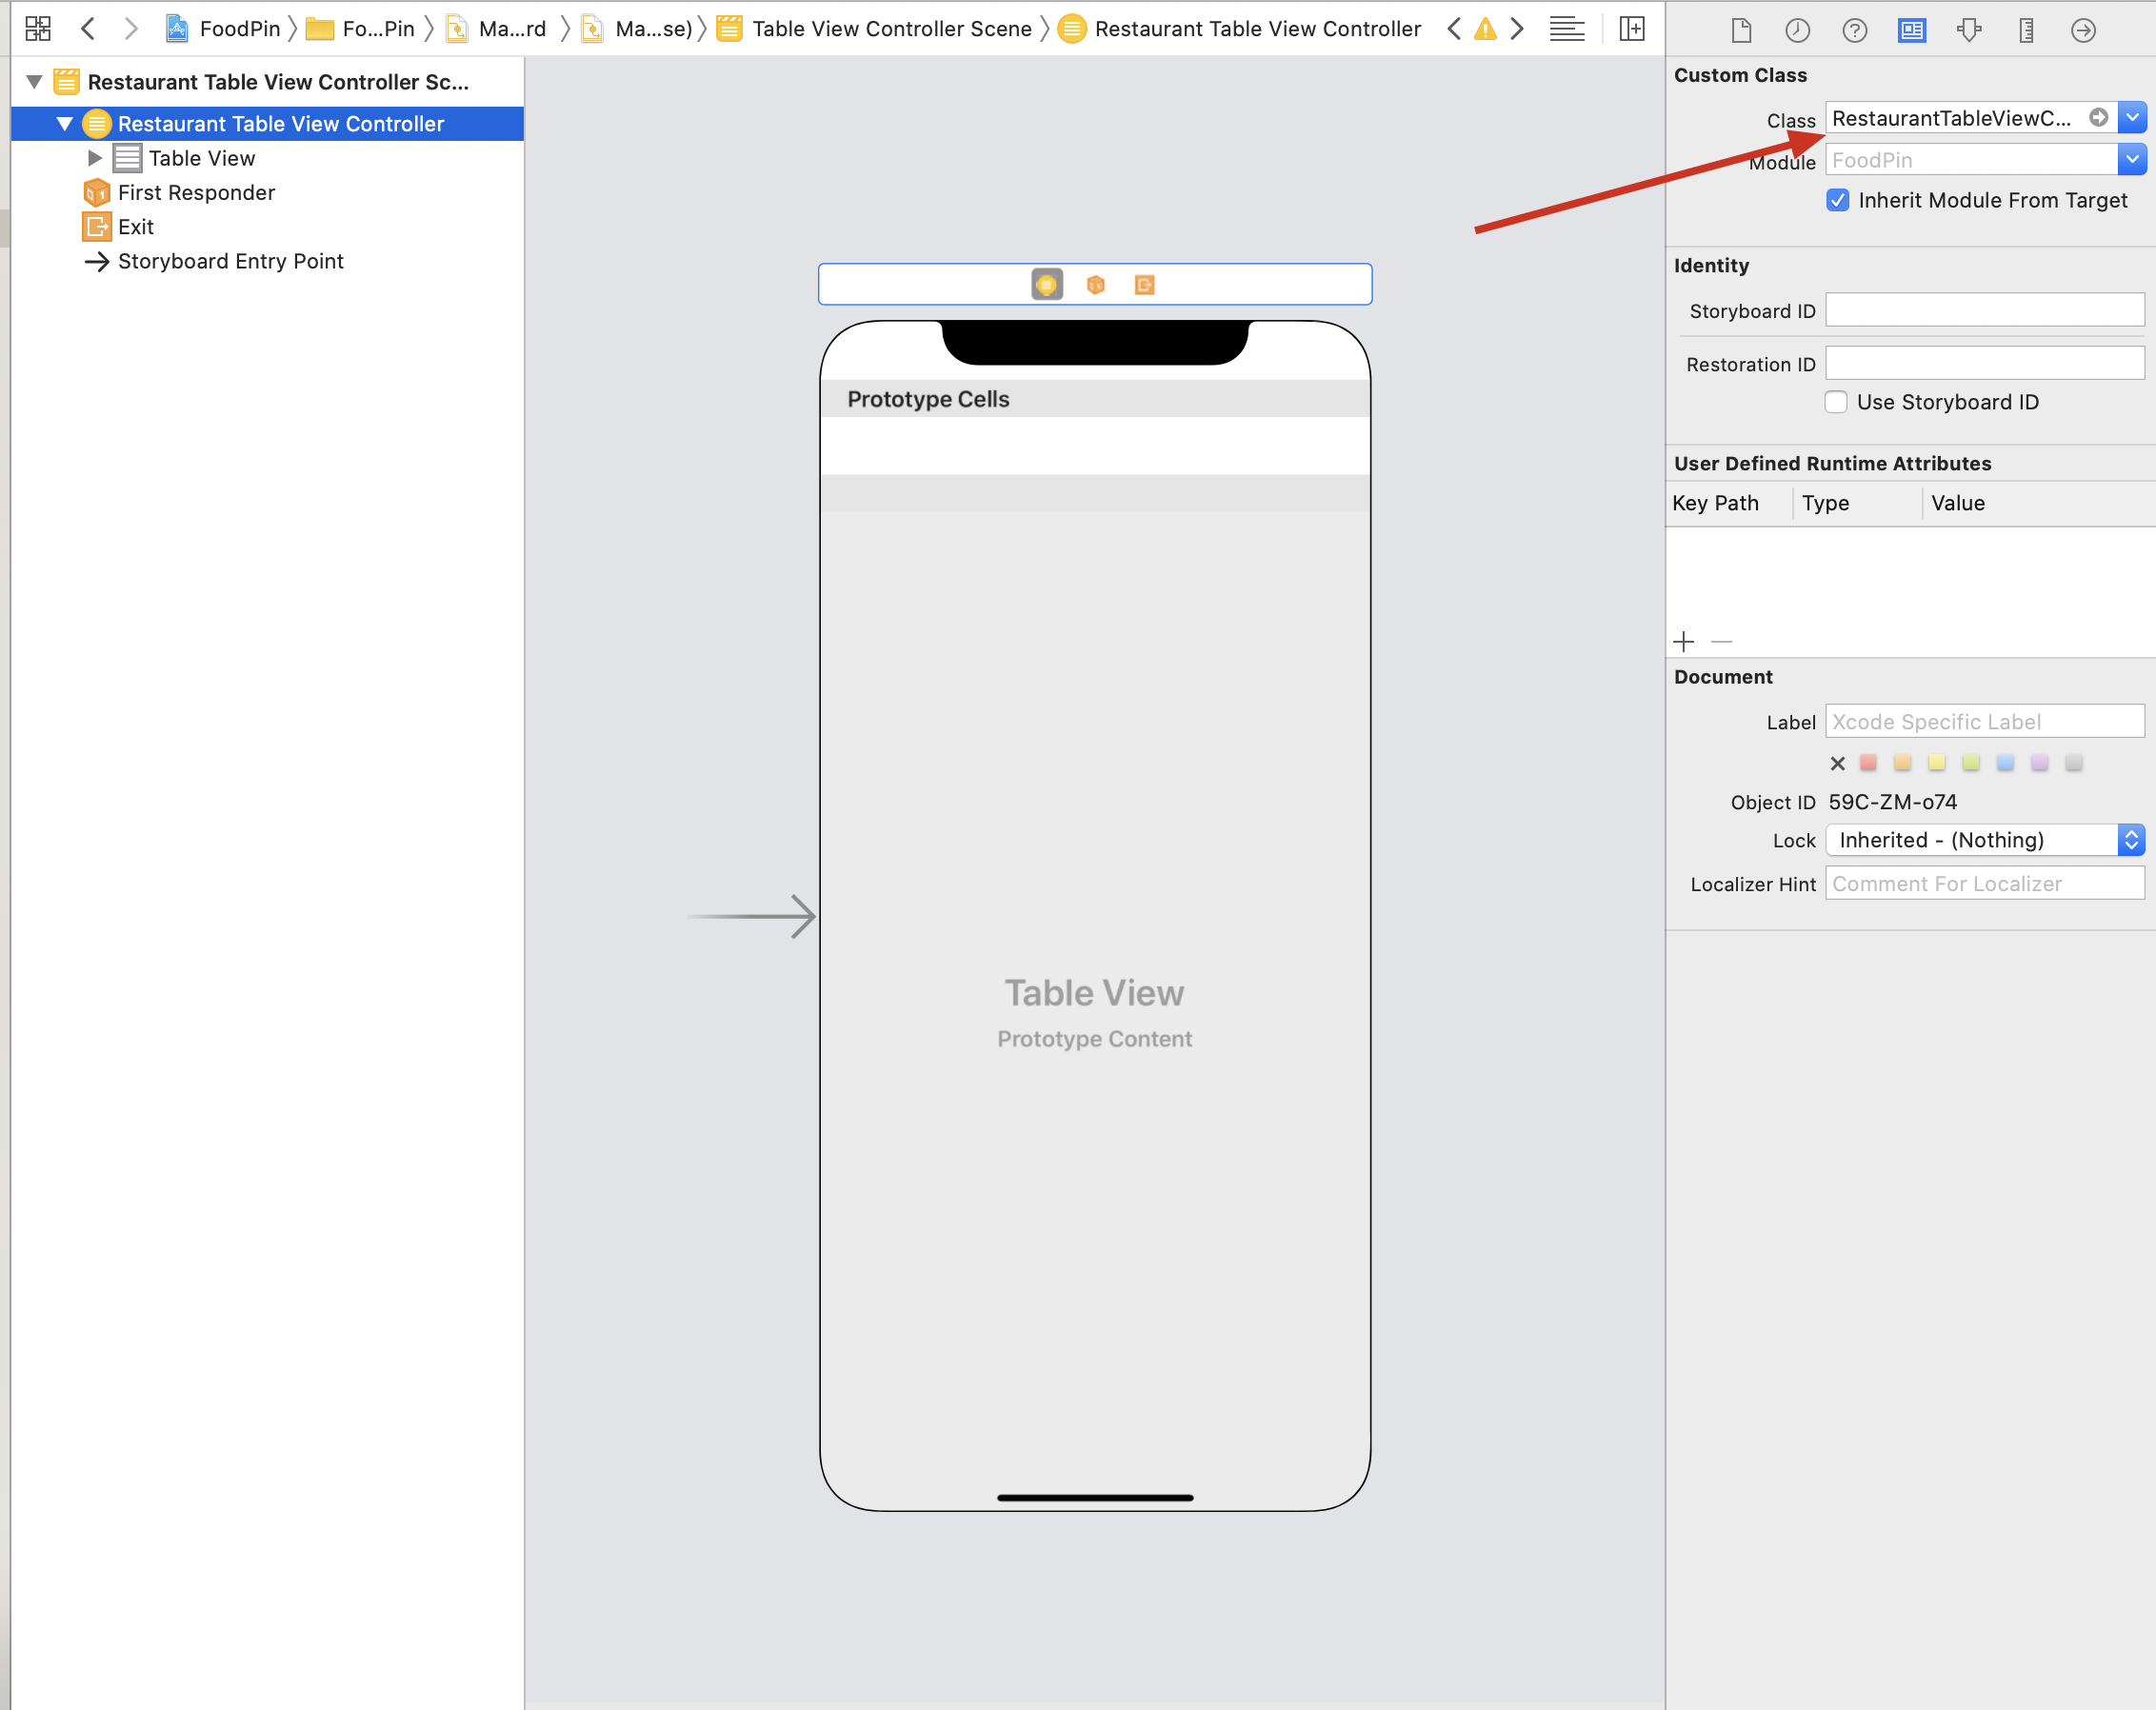 FoodPin
Fo...Pin
Ma...rd
Ma...se)
Table View Controller Scene
Restaurant Table View Controller
Restaurant Table View Controller Sc...
Restaurant Table View Controller
Table View
First Responder
Exit
Storyboard Entry Point
Prototype Cells
Table View
Prototype Content
Custom Class
Class RestaurantTableViewC...
Module FoodPin
Inherit Module From Target
Identity
Storyboard ID
Restoration ID
Use Storyboard ID
User Defined Runtime Attributes
Key Path Type Value
Document
Label Xcode Specific Label
Object ID 59C-ZM-o74
Lock Inherited - (Nothing)
Localizer Hint Comment For Localizer